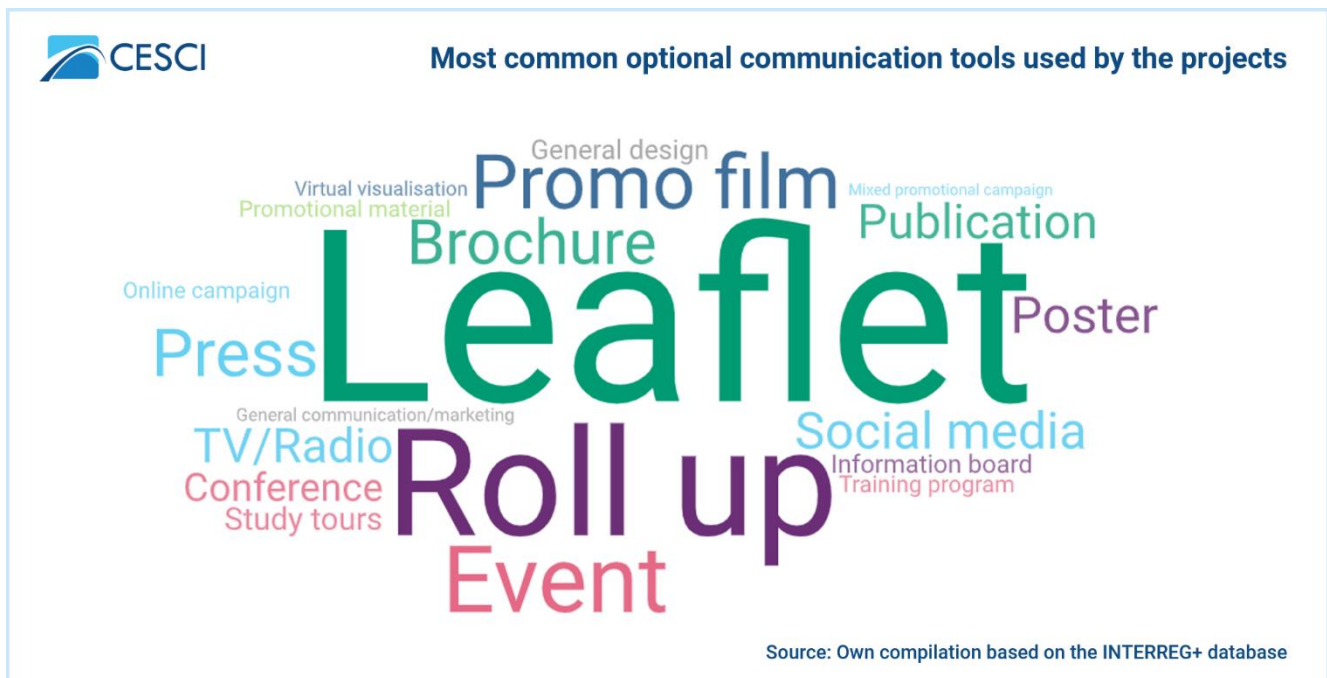 CESCI
Most common optional communication tools used by the projects
General design
Promo film
Virtual visualisation
Mixed promotional campaign
Promotional material
Publication
Brochure
Leaflet
Online campaign
Poster
Press
General communication/marketing
TV/Radio
Roll up
Social media
Information board
Conference
Training program
Study tours
Event
Source: Own compilation based on the INTERREG+ database